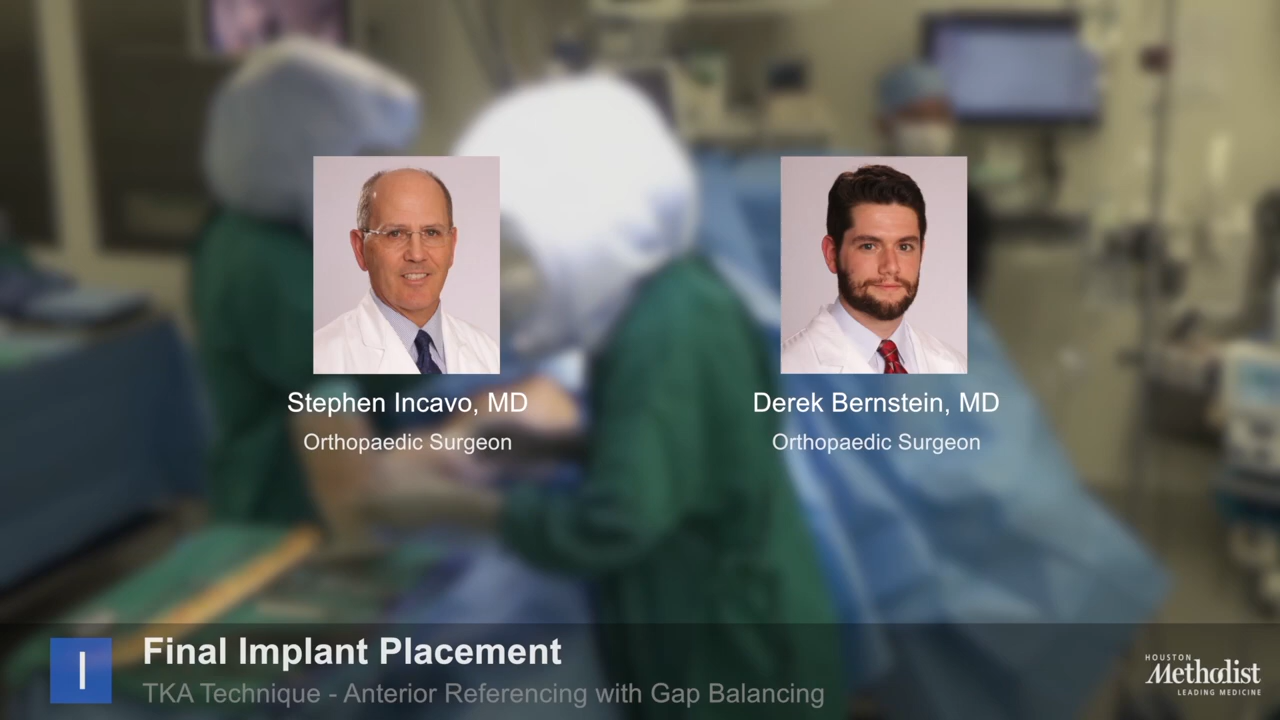 Stephen Incavo, MD
Orthopaedic Surgeon
Derek Bernstein, MD
Orthopaedic Surgeon
I
Final Implant Placement
TKA Technique - Anterior Referencing with Gap Balancing
HOUSTON
Methodist
LEADING MEDICINE